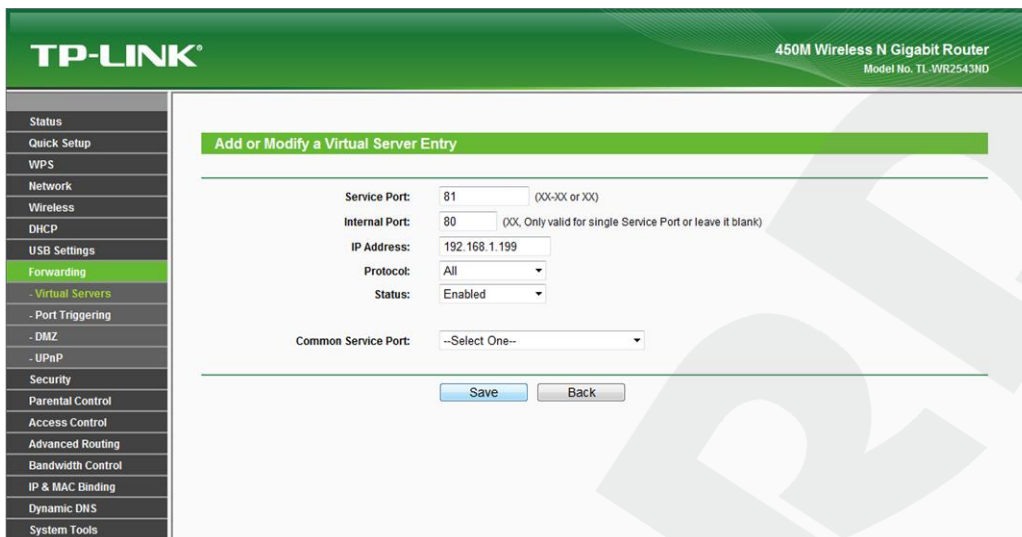 TP-LINK®
450M Wireless N Gigabit Router
Model No. TL-WR2543ND
Status
Quick Setup
WPS
Network
Wireless
DHCP
USB Settings
Forwarding
- Virtual Servers
- Port Triggering
- DMZ
- UPnP
Security
Parental Control
Access Control
Advanced Routing
Bandwidth Control
IP & MAC Binding
Dynamic DNS
System Tools
Add or Modify a Virtual Server Entry
Service Port: 81 (XX-XX or XX)
Internal Port: 80 (XX, Only valid for single Service Port or leave it blank)
IP Address: 192.168.1.199
Protocol: All
Status: Enabled
Common Service Port: --Select One--
Save Back